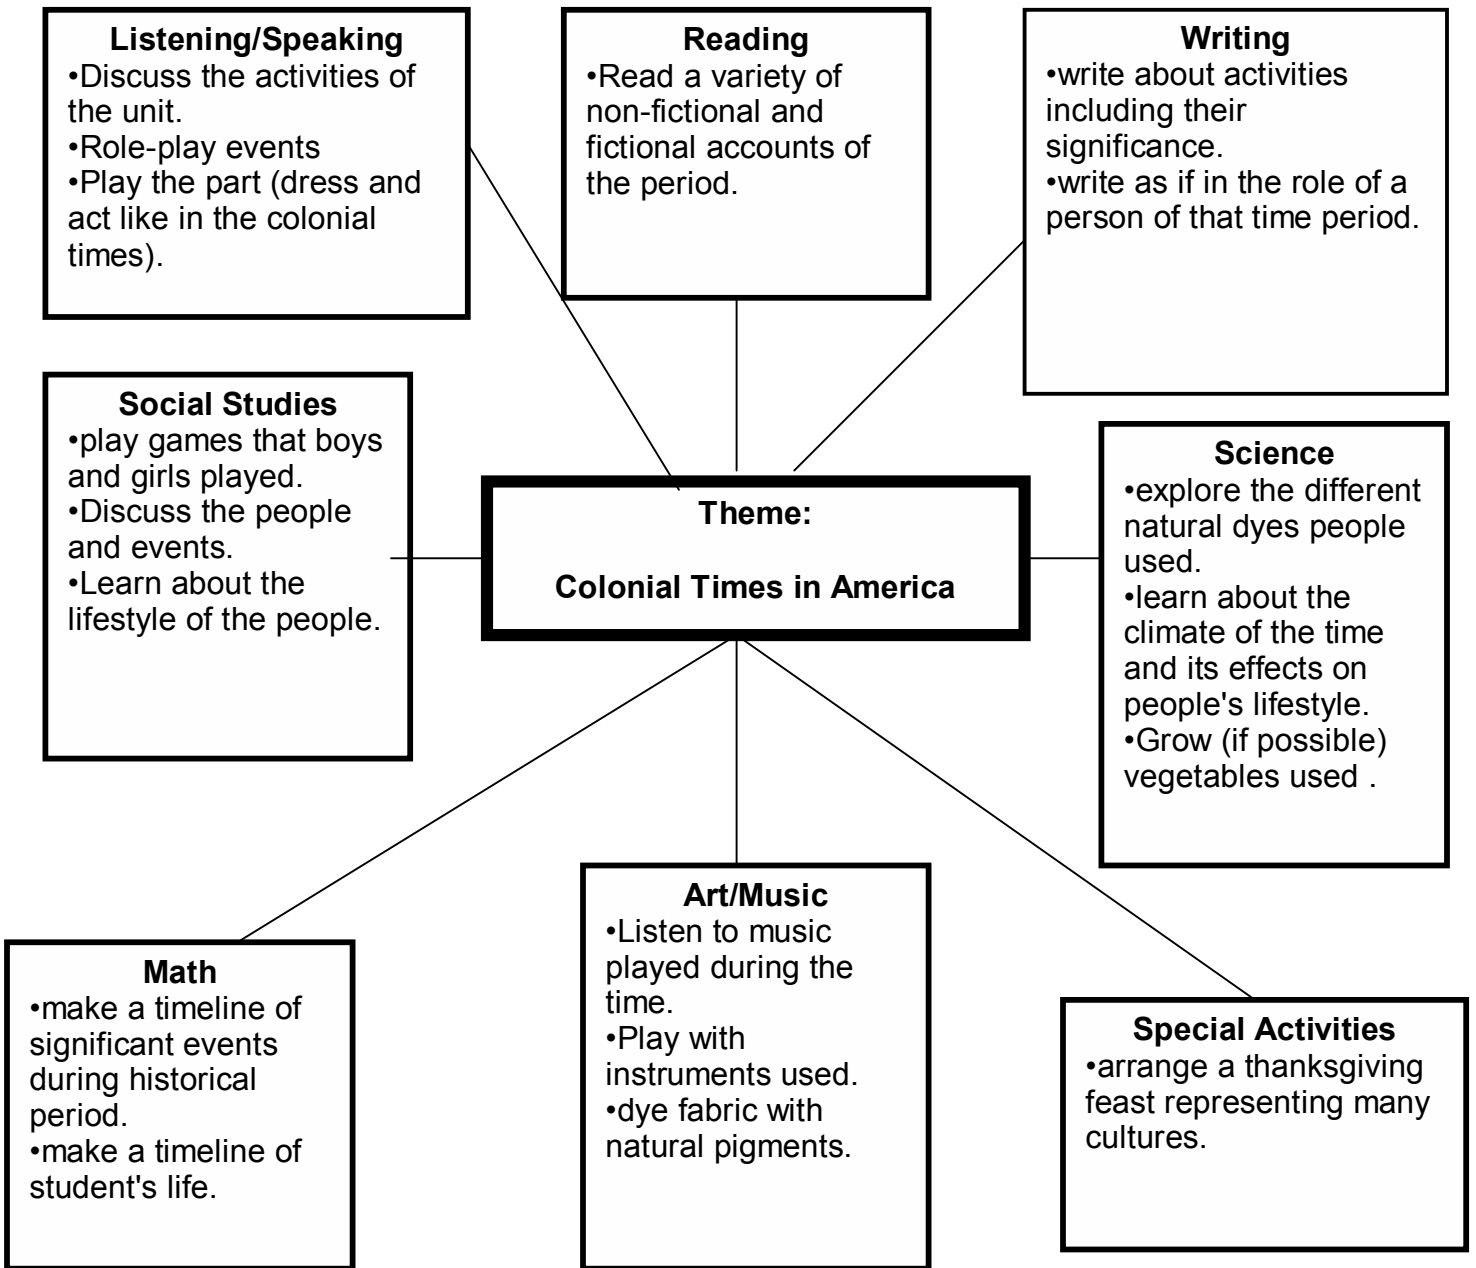 Listening/Speaking
•Discuss the activities of
the unit.
•Role-play events
•Play the part (dress and
act like in the colonial
times).
Reading
•Read a variety of
non-fictional and
fictional accounts of
the period.
Writing
•write about activities
including their
significance.
•write as if in the role of a
person of that time period.
Social Studies
•play games that boys
and girls played.
•Discuss the people
and events.
•Learn about the
lifestyle of the people.
Theme:
Colonial Times in America
Science
•explore the different
natural dyes people
used.
•learn about the
climate of the time
and its effects on
people's lifestyle.
•Grow (if possible)
vegetables used .
Math
•make a timeline of
significant events
during historical
period.
•make a timeline of
student's life.
Art/Music
•Listen to music
played during the
time.
•Play with
instruments used.
•dye fabric with
natural pigments.
Special Activities
•arrange a thanksgiving
feast representing many
cultures.